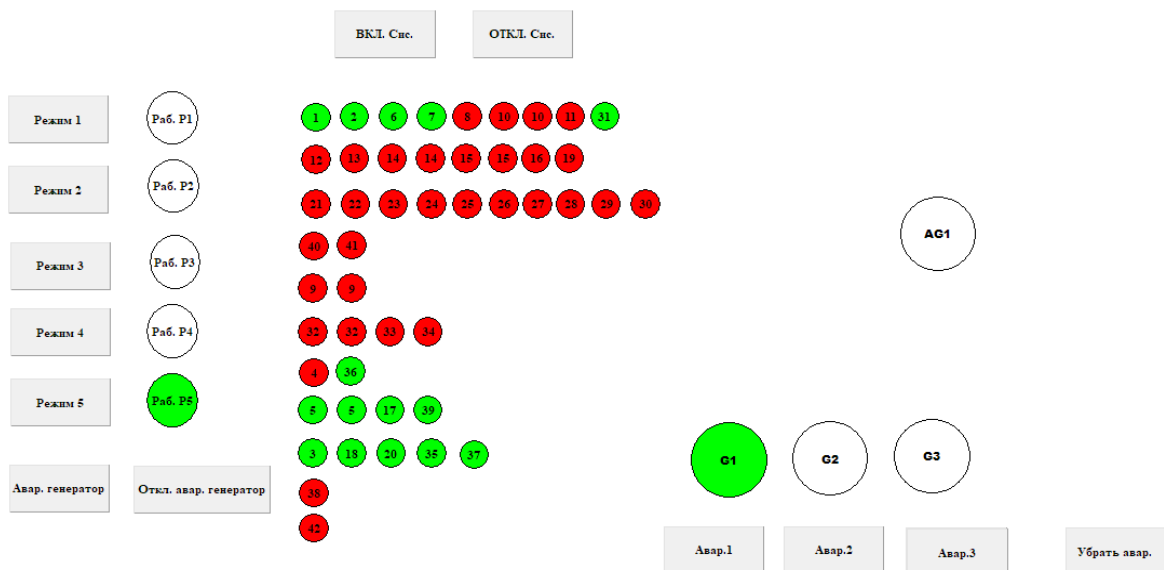 ВКЛ. Сис. ОТКЛ. Сис.
Режим 1 Раб. Р1 1 2 6 7 8 10 10 11 31
12 13 14 14 15 15 16 19
Режим 2 Раб. Р2 21 22 23 24 25 26 27 28 29 30
AG1
Режим 3 Раб. Р3 40 41
9 9
Режим 4 Раб. Р4 32 32 33 34
4 36
Режим 5 Раб. Р5 5 5 17 39
3 18 20 35 37 G1 G2 G3
Авар. генератор Откл. авар. генератор 38
42
Авар.1 Авар.2 Авар.3 Убрать авар.